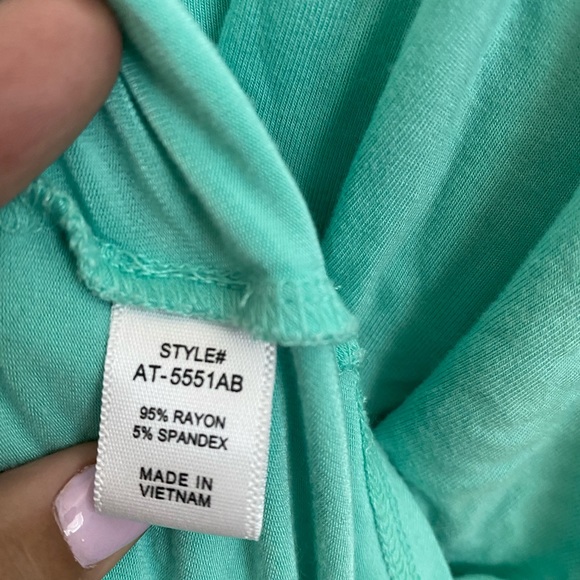 STYLE#
AT-5551AB
95% RAYON
5% SPANDEX
MADE IN
VIETNAM